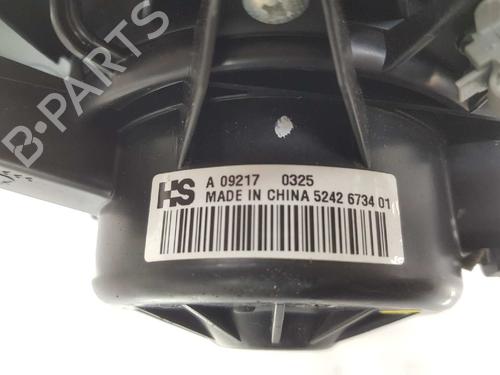 B-PARTS
HS A 09217 0325
MADE IN CHINA 5242 6734 01